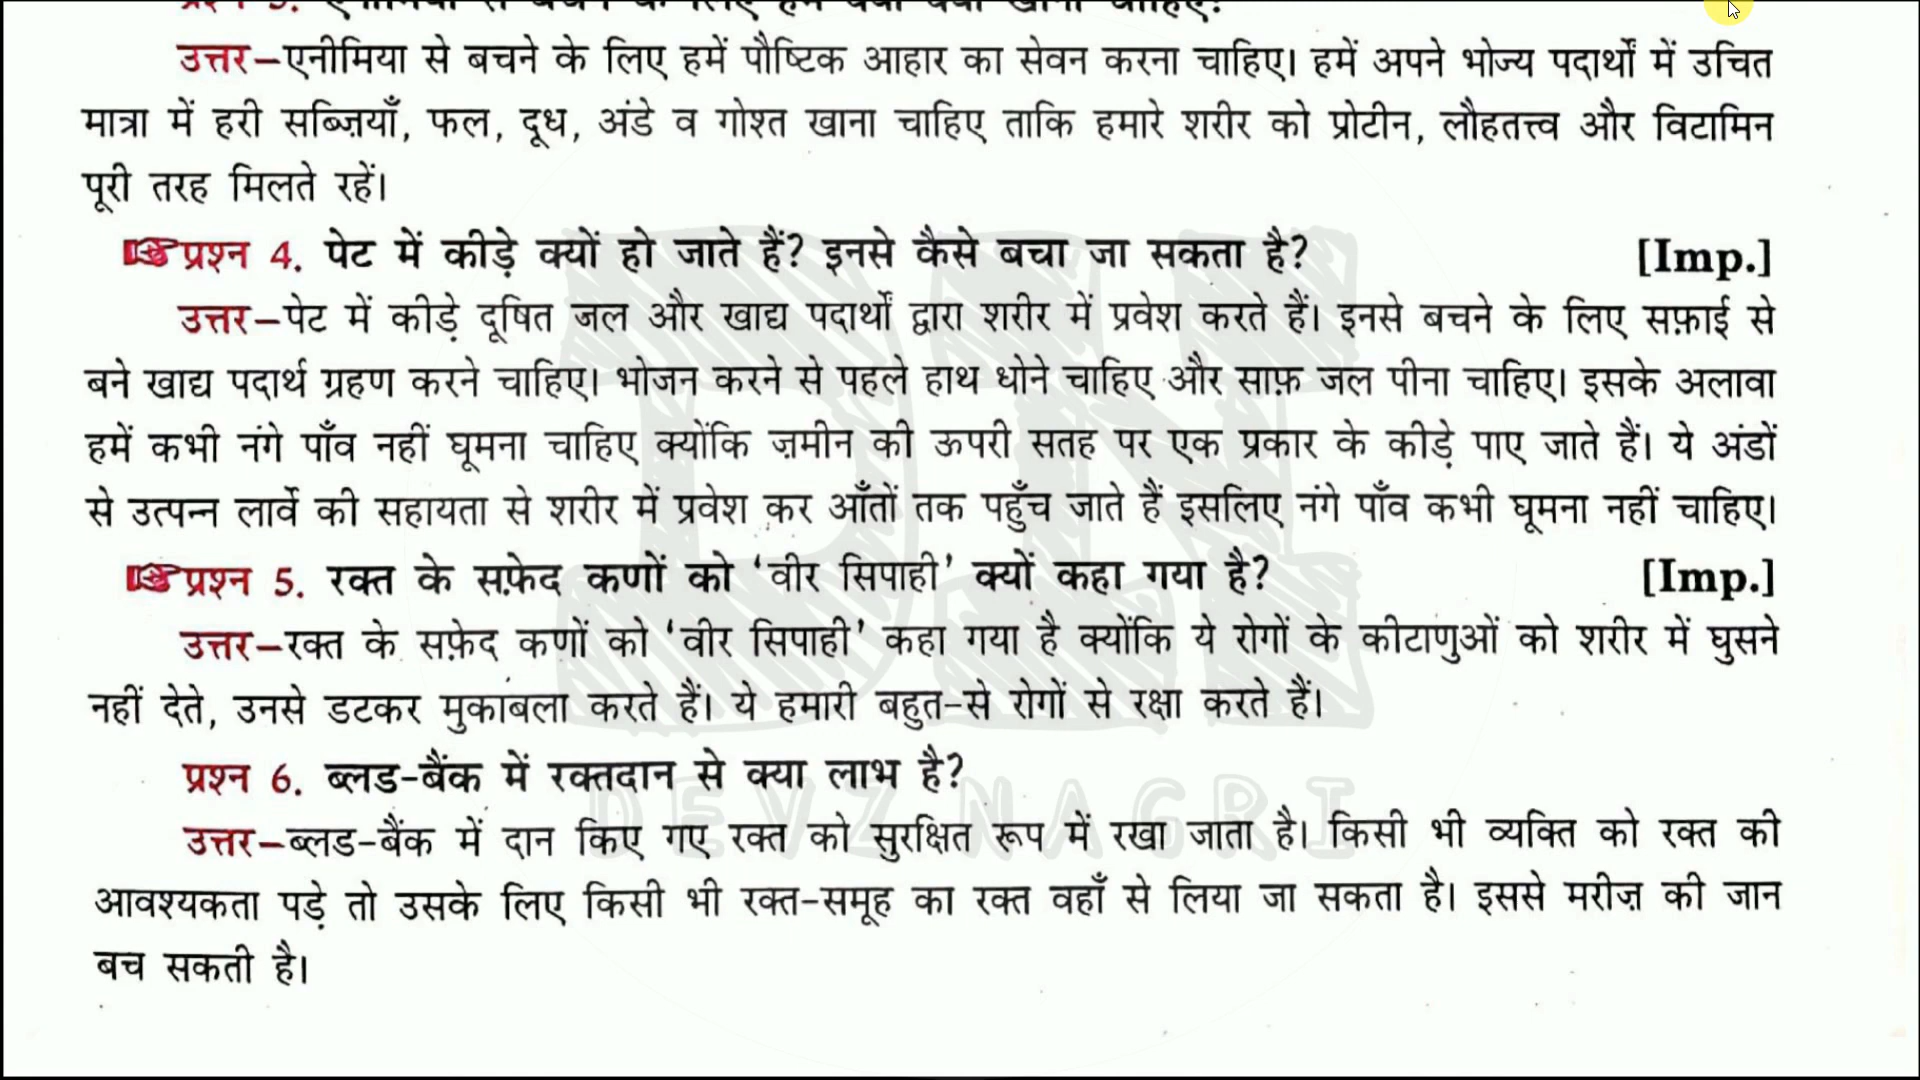 उत्तर–एनीमिया से बचने के लिए हमें पौष्टिक आहार का सेवन करना चाहिए। हमें अपने भोज्य पदार्थों में उचित
मात्रा में हरी सब्ज़ियाँ, फल, दूध, अंडे व गोश्त खाना चाहिए ताकि हमारे शरीर को प्रोटीन, लौहतत्त्व और विटामिन
पूरी तरह मिलते रहें।
प्रश्न 4. पेट में कीड़े क्यों हो जाते हैं? इनसे कैसे बचा जा सकता है? [Imp.]
उत्तर–पेट में कीड़े दूषित जल और खाद्य पदार्थों द्वारा शरीर में प्रवेश करते हैं। इनसे बचने के लिए सफ़ाई से
बने खाद्य पदार्थ ग्रहण करने चाहिए। भोजन करने से पहले हाथ धोने चाहिए और साफ़ जल पीना चाहिए। इसके अलावा
हमें कभी नंगे पाँव नहीं घूमना चाहिए क्योंकि ज़मीन की ऊपरी सतह पर एक प्रकार के कीड़े पाए जाते हैं। ये अंडों
से उत्पन्न लार्वे की सहायता से शरीर में प्रवेश कर आँतों तक पहुँच जाते हैं इसलिए नंगे पाँव कभी घूमना नहीं चाहिए।
प्रश्न 5. रक्त के सफ़ेद कणों को ‘वीर सिपाही’ क्यों कहा गया है? [Imp.]
उत्तर–रक्त के सफ़ेद कणों को ‘वीर सिपाही’ कहा गया है क्योंकि ये रोगों के कीटाणुओं को शरीर में घुसने
नहीं देते, उनसे डटकर मुकाबला करते हैं। ये हमारी बहुत-से रोगों से रक्षा करते हैं।
प्रश्न 6. ब्लड-बैंक में रक्तदान से क्या लाभ है?
DEVZ NAGRI
उत्तर–ब्लड-बैंक में दान किए गए रक्त को सुरक्षित रूप में रखा जाता है। किसी भी व्यक्ति को रक्त की
आवश्यकता पड़े तो उसके लिए किसी भी रक्त-समूह का रक्त वहाँ से लिया जा सकता है। इससे मरीज़ की जान
बच सकती है।